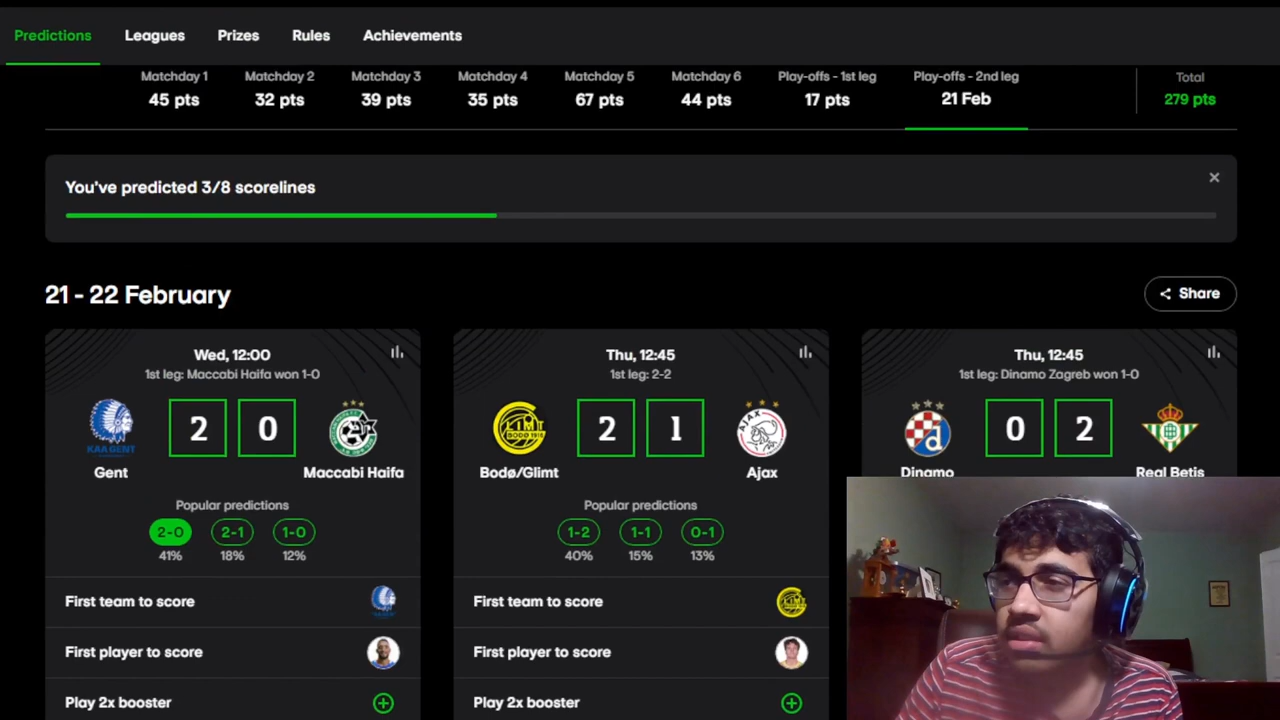 Predictions Leagues Prizes Rules Achievements
Matchday 1 Matchday 2 Matchday 3 Matchday 4 Matchday 5 Matchday 6 Play-offs - 1st leg Play-offs - 2nd leg Total
45 pts 32 pts 39 pts 35 pts 67 pts 44 pts 17 pts 21 Feb 279 pts
You've predicted 3/8 scorelines
21 - 22 February
Share
Wed, 12:00
1st leg: Maccabi Haifa won 1-0
2 0
Gent Maccabi Haifa
Popular predictions
2-0 2-1 1-0
41% 18% 12%
First team to score
First player to score
Play 2x booster
Thu, 12:45
1st leg: 2-2
2 1
Bodø/Glimt Ajax
Popular predictions
1-2 1-1 0-1
40% 15% 13%
First team to score
First player to score
Play 2x booster
Thu, 12:45
1st leg: Dinamo Zagreb won 1-0
0 2
Dinamo Real Betis